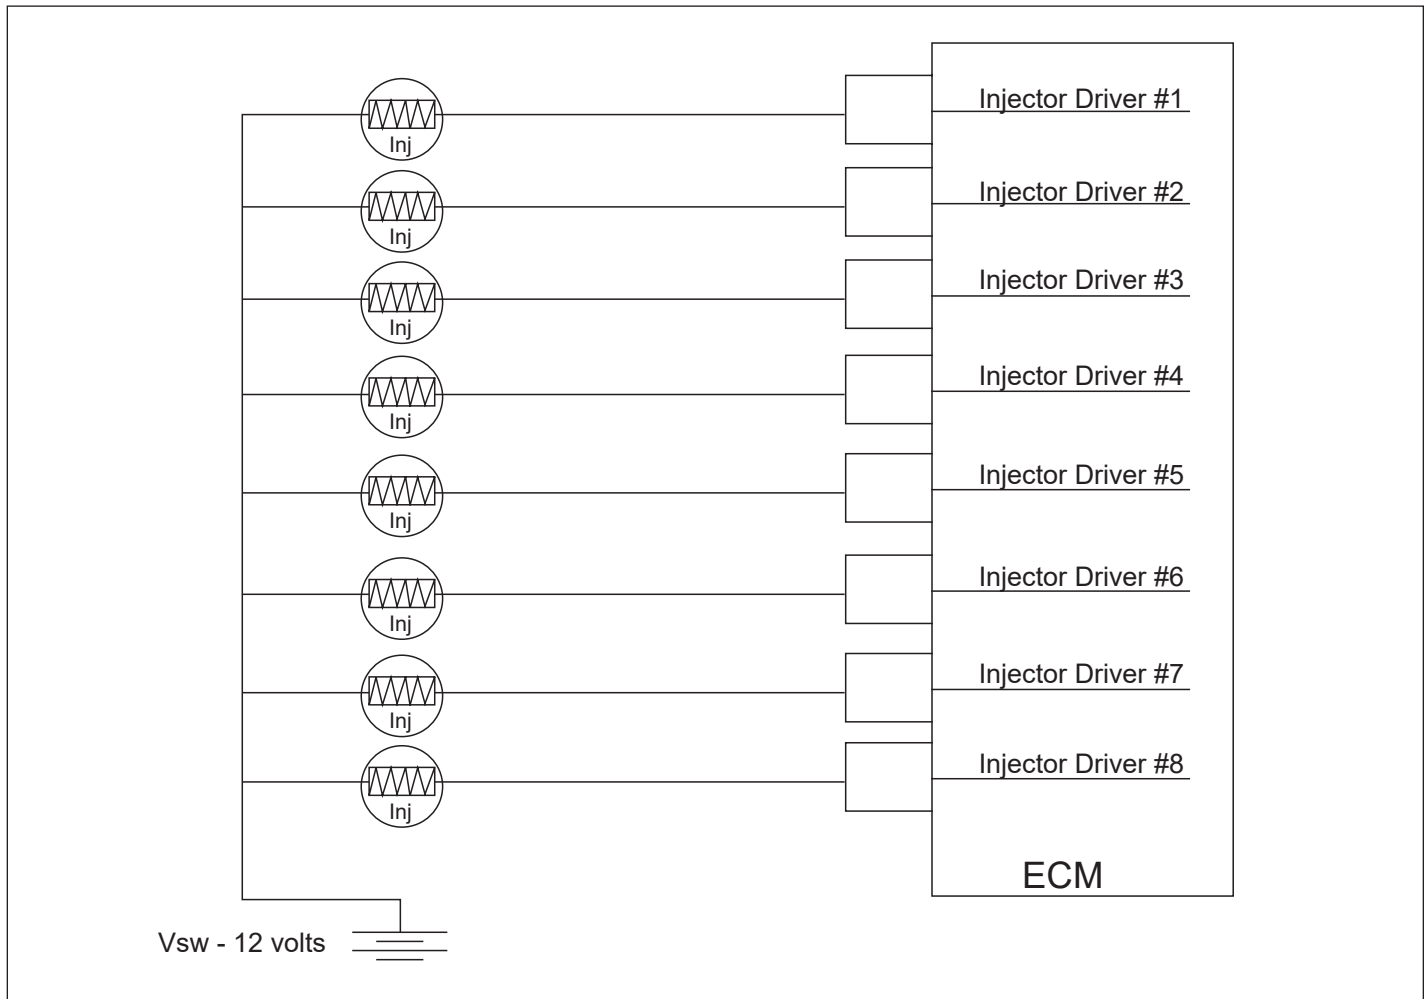 Injector Driver #1
Inj
Injector Driver #2
Inj
Injector Driver #3
Inj
Injector Driver #4
Inj
Injector Driver #5
Inj
Injector Driver #6
Inj
Injector Driver #7
Inj
Injector Driver #8
Inj
ECM
Vsw - 12 volts